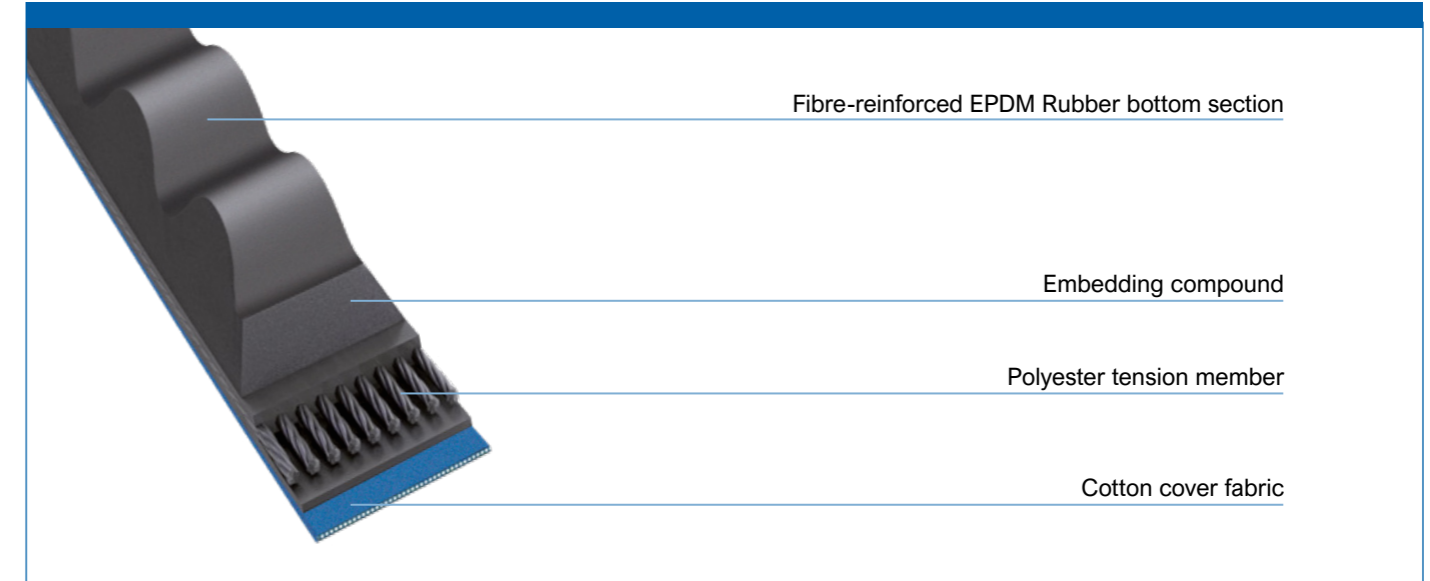 Fibre-reinforced EPDM Rubber bottom section
Embedding compound
Polyester tension member
Cotton cover fabric